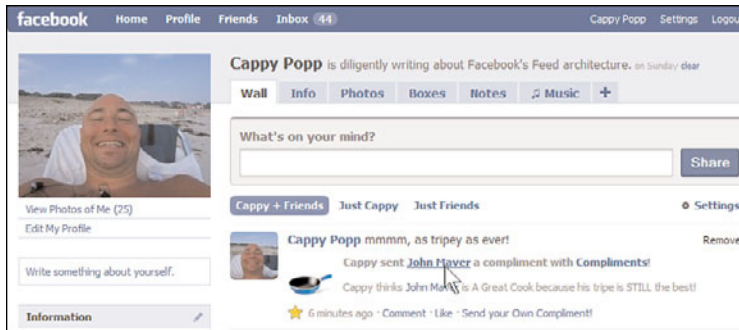 facebook Home Profile Friends Inbox 44 Cappy Popp Settings Logou
Cappy Popp is diligently writing about Facebook's Feed architecture. on Sunday clear
Wall Info Photos Boxes Notes Music +
What's on your mind?
Share
Cappy + Friends Just Cappy Just Friends Settings
View Photos of Me (25)
Edit My Profile
Write something about yourself.
Information
Cappy Popp mmmm, as tripey as ever! Remove
Cappy sent John Maver a compliment with Compliments!
Cappy thinks John Maver is A Great Cook because his tripe is STILL the best!
6 minutes ago · Comment · Like · Send your Own Compliment!